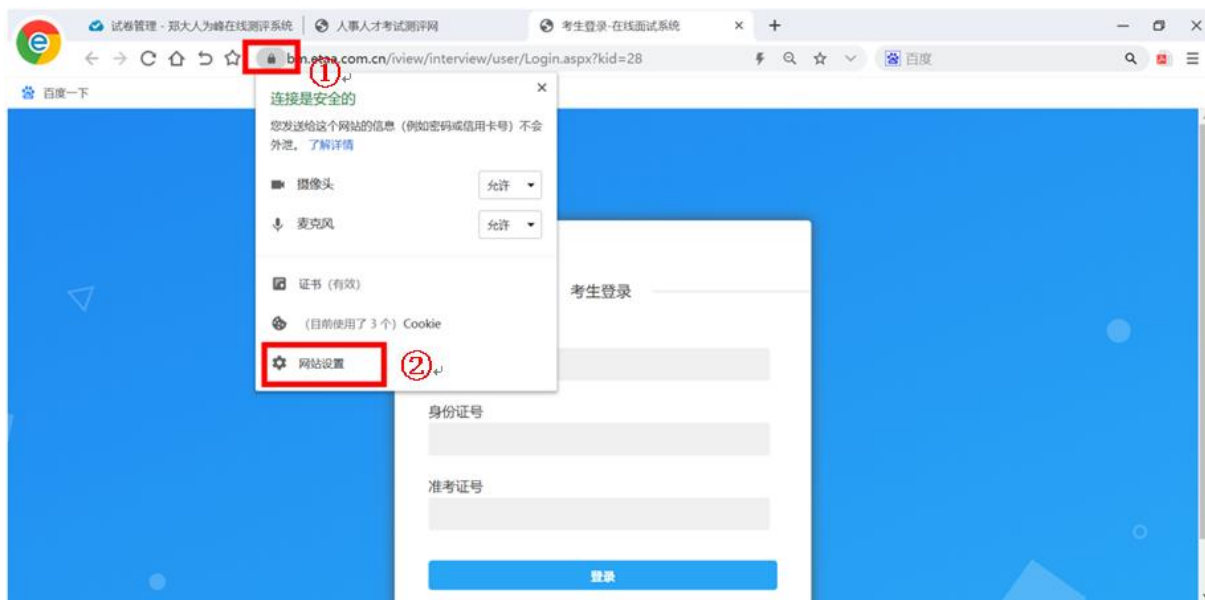 试卷管理 - 郑大人为峰在线测评系统
人事人才考试测评网
考生登录-在线面试系统
bm.etaa.com.cn/iview/interview/user/Login.aspx?kid=28
百度
百度一下
①
连接是安全的
您发送给这个网站的信息（例如密码或信用卡号）不会
外泄。 了解详情
摄像头 允许
麦克风 允许
证书（有效）
（目前使用了 3 个）Cookie
网站设置 ②
考生登录
身份证号
准考证号
登录